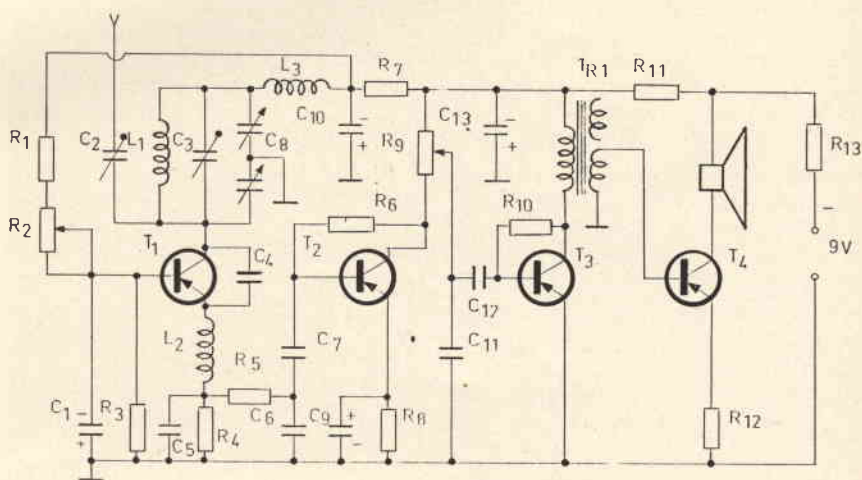 L3
R7
TR1
R11
R1
C2
L1
C3
C8
C10
-
+
R9
C13
-
+
R13
R2
R6
R10
-
T1
C4
T2
T3
T4
9V
L2
C7
C12
C11
R5
C1
-
+
R3
C5
R4
C6
C9
+
-
R8
R12